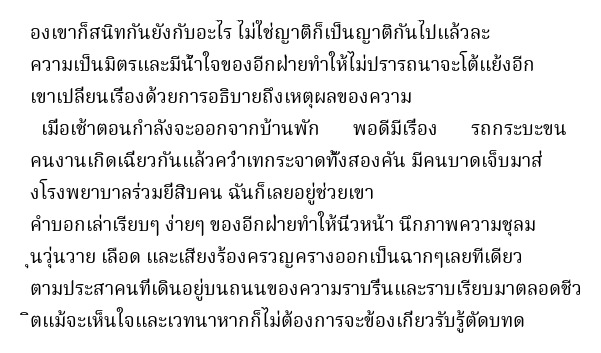 องเขาก็สนิทกันยังกับอะไร ไม่ใช่ญาติก็เป็นญาติกันไปแล้วละ
ความเป็นมิตรและมีน้ำใจของอีกฝ่ายทำให้ไม่ปรารถนาจะโต้แย้งอีก
เขาเปลี่ยนเรื่องด้วยการอธิบายถึงเหตุผลของความ
เมื่อเช้าตอนกำลังจะออกจากบ้านพัก พอดีมีเรื่อง รถกระบะขน
คนงานเกิดเฉี่ยวกันแล้วคว่ำเทกระจาดทั้งสองคัน มีคนบาดเจ็บมาส่
งโรงพยาบาลร่วมยี่สิบคน ฉันก็เลยอยู่ช่วยเขา
คำบอกเล่าเรียบๆ ง่ายๆ ของอีกฝ่ายทำให้นิ่วหน้า นึกภาพความชุลม
ุนวุ่นวาย เลือด และเสียงร้องครวญครางออกเป็นฉากๆเลยทีเดียว
ตามประสาคนที่เดินอยู่บนถนนของความราบรื่นและราบเรียบมาตลอดชีว
ิตแม้จะเห็นใจและเวทนาหากก็ไม่ต้องการจะข้องเกี่ยวรับรู้ตัดบทด